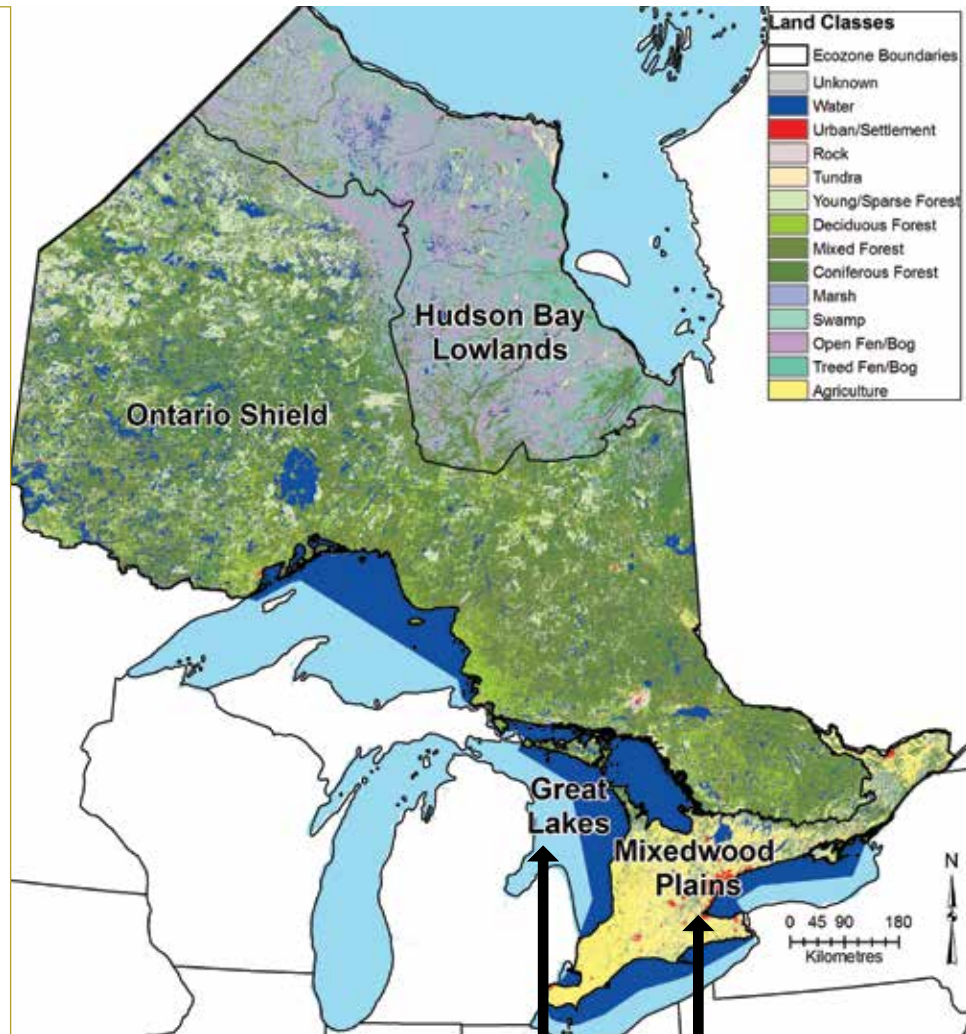 Land Classes
Ecozone Boundaries
Unknown
Water
Urban/Settlement
Rock
Tundra
Young/Sparse Forest
Deciduous Forest
Mixed Forest
Coniferous Forest
Marsh
Swamp
Open Fen/Bog
Treed Fen/Bog
Agriculture
Hudson Bay
Lowlands
Ontario Shield
Great
Lakes
Mixedwood
Plains
N
0 45 90 180
Kilometres